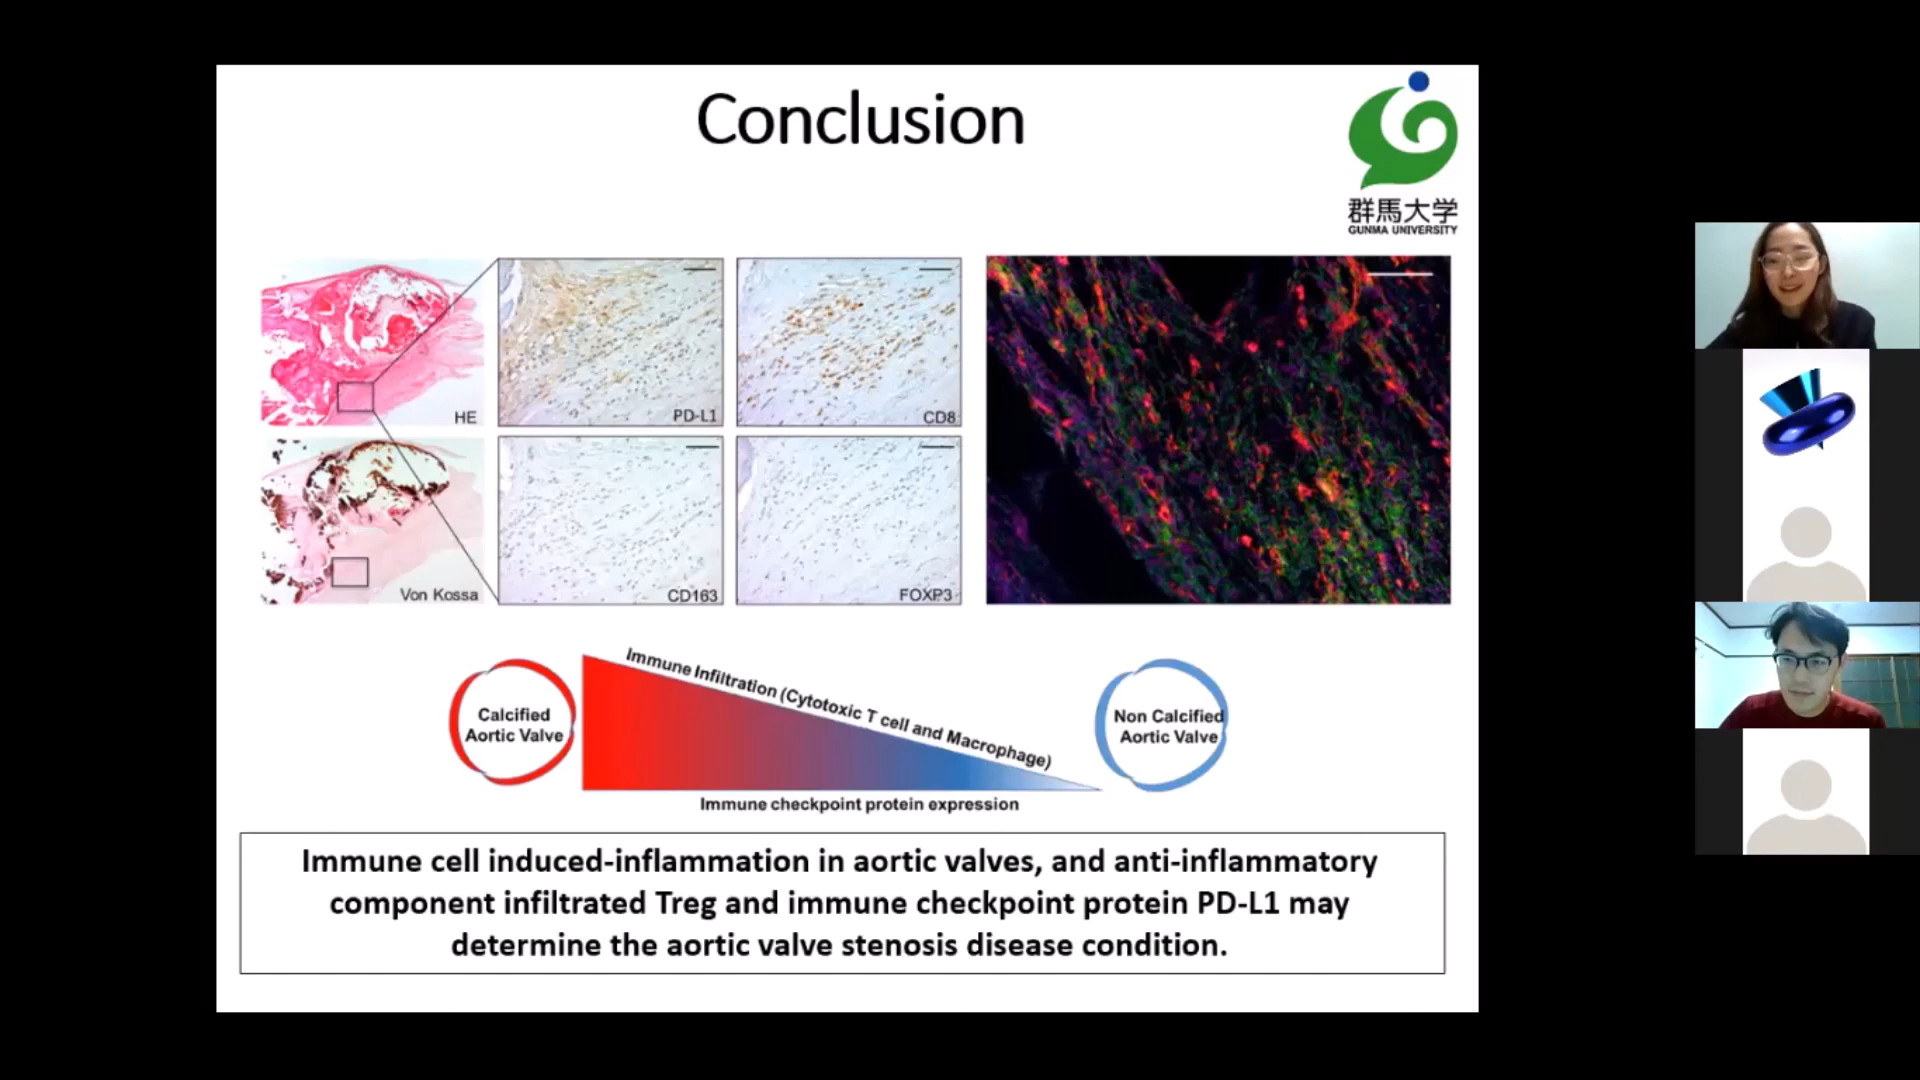 Conclusion
群馬大学
GUNMA UNIVERSITY
HE
PD-L1
CD8
Von Kossa
CD163
FOXP3
Immune Infiltration (Cytotoxic T cell and Macrophage)
Calcified
Aortic Valve
Non Calcified
Aortic Valve
Immune checkpoint protein expression
Immune cell induced-inflammation in aortic valves, and anti-inflammatory
component infiltrated Treg and immune checkpoint protein PD-L1 may
determine the aortic valve stenosis disease condition.